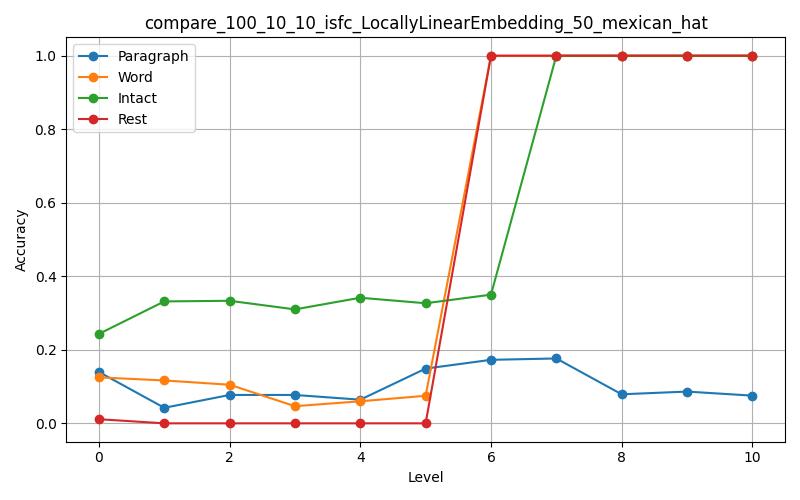 compare_100_10_10_isfc_LocallyLinearEmbedding_50_mexican_hat
Paragraph
Word
Intact
Rest
Accuracy
1.0
0.8
0.6
0.4
0.2
0.0
0 2 4 6 8 10
Level